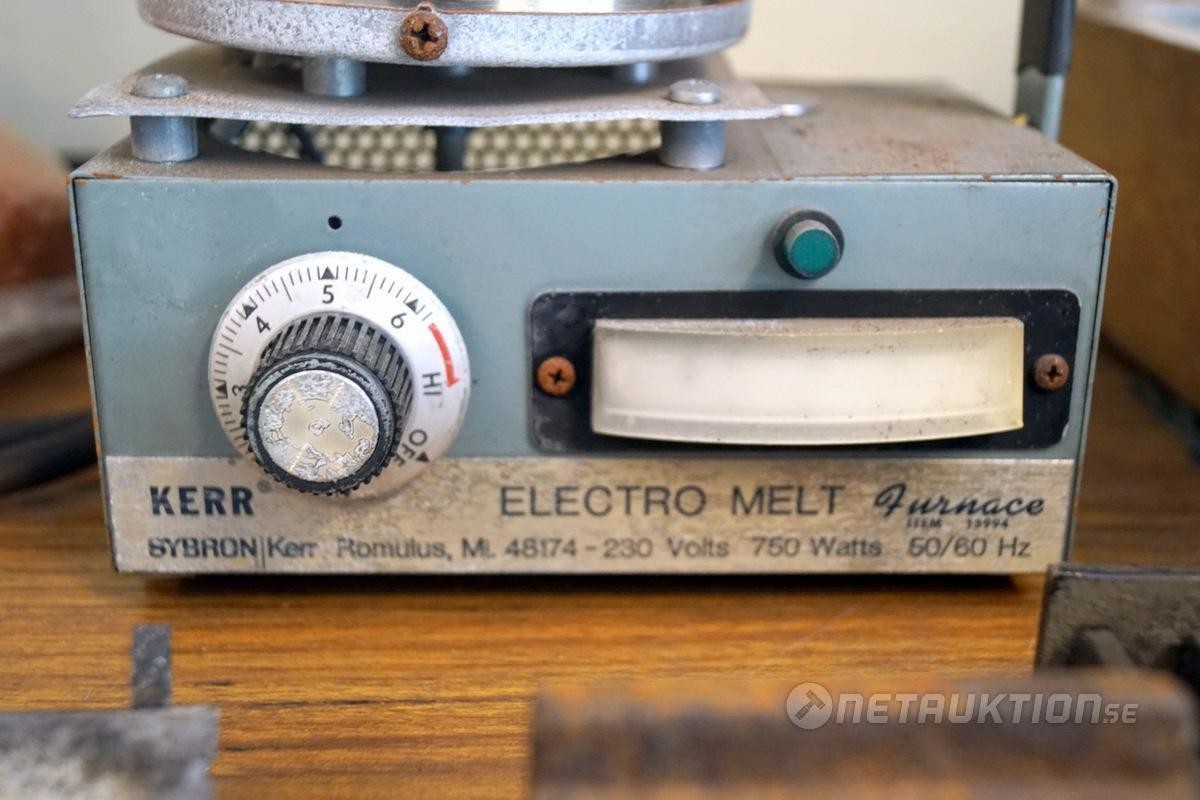 5
4
6
3
HI
OFF
KERR®
ELECTRO MELT Furnace
ITEM 13994
SYBRON | Kerr Romulus, Mi. 48174 - 230 Volts 750 Watts 50/60 Hz
NETAUKTION.SE